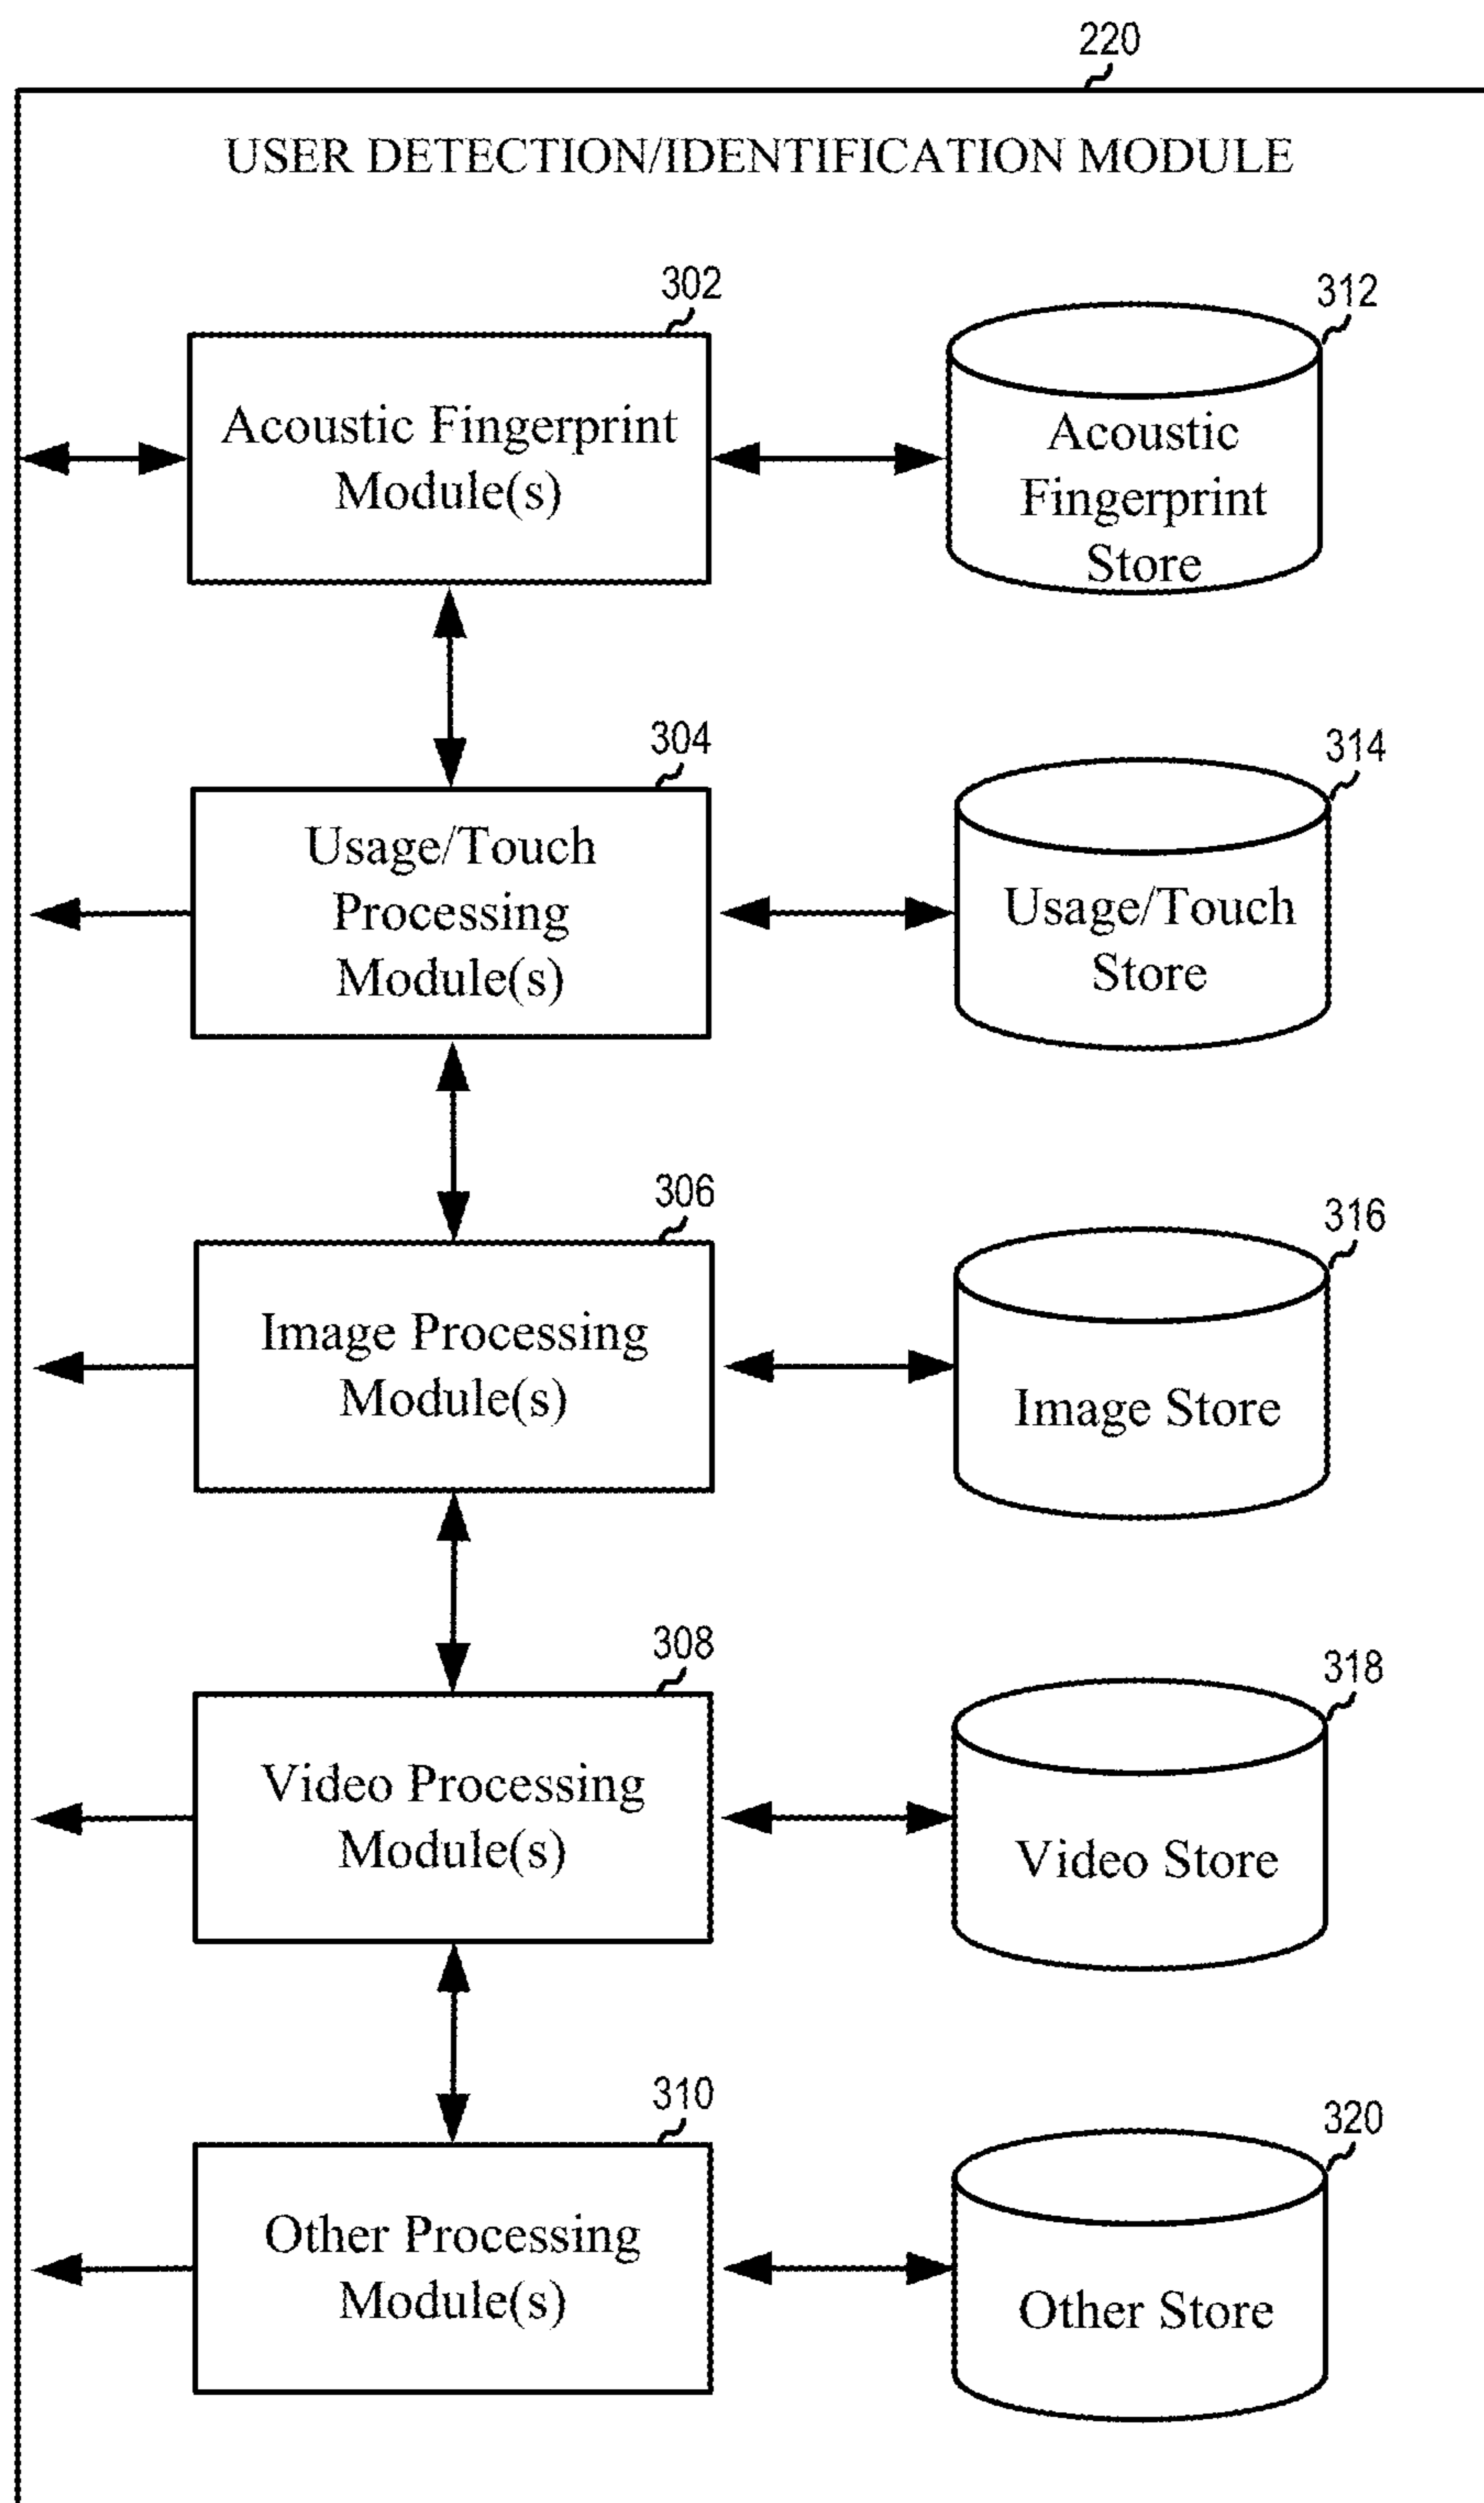 220
USER DETECTION/IDENTIFICATION MODULE
302
Acoustic Fingerprint
Module(s)
312
Acoustic
Fingerprint
Store
304
Usage/Touch
Processing
Module(s)
314
Usage/Touch
Store
306
Image Processing
Module(s)
316
Image Store
308
Video Processing
Module(s)
318
Video Store
310
Other Processing
Module(s)
320
Other Store